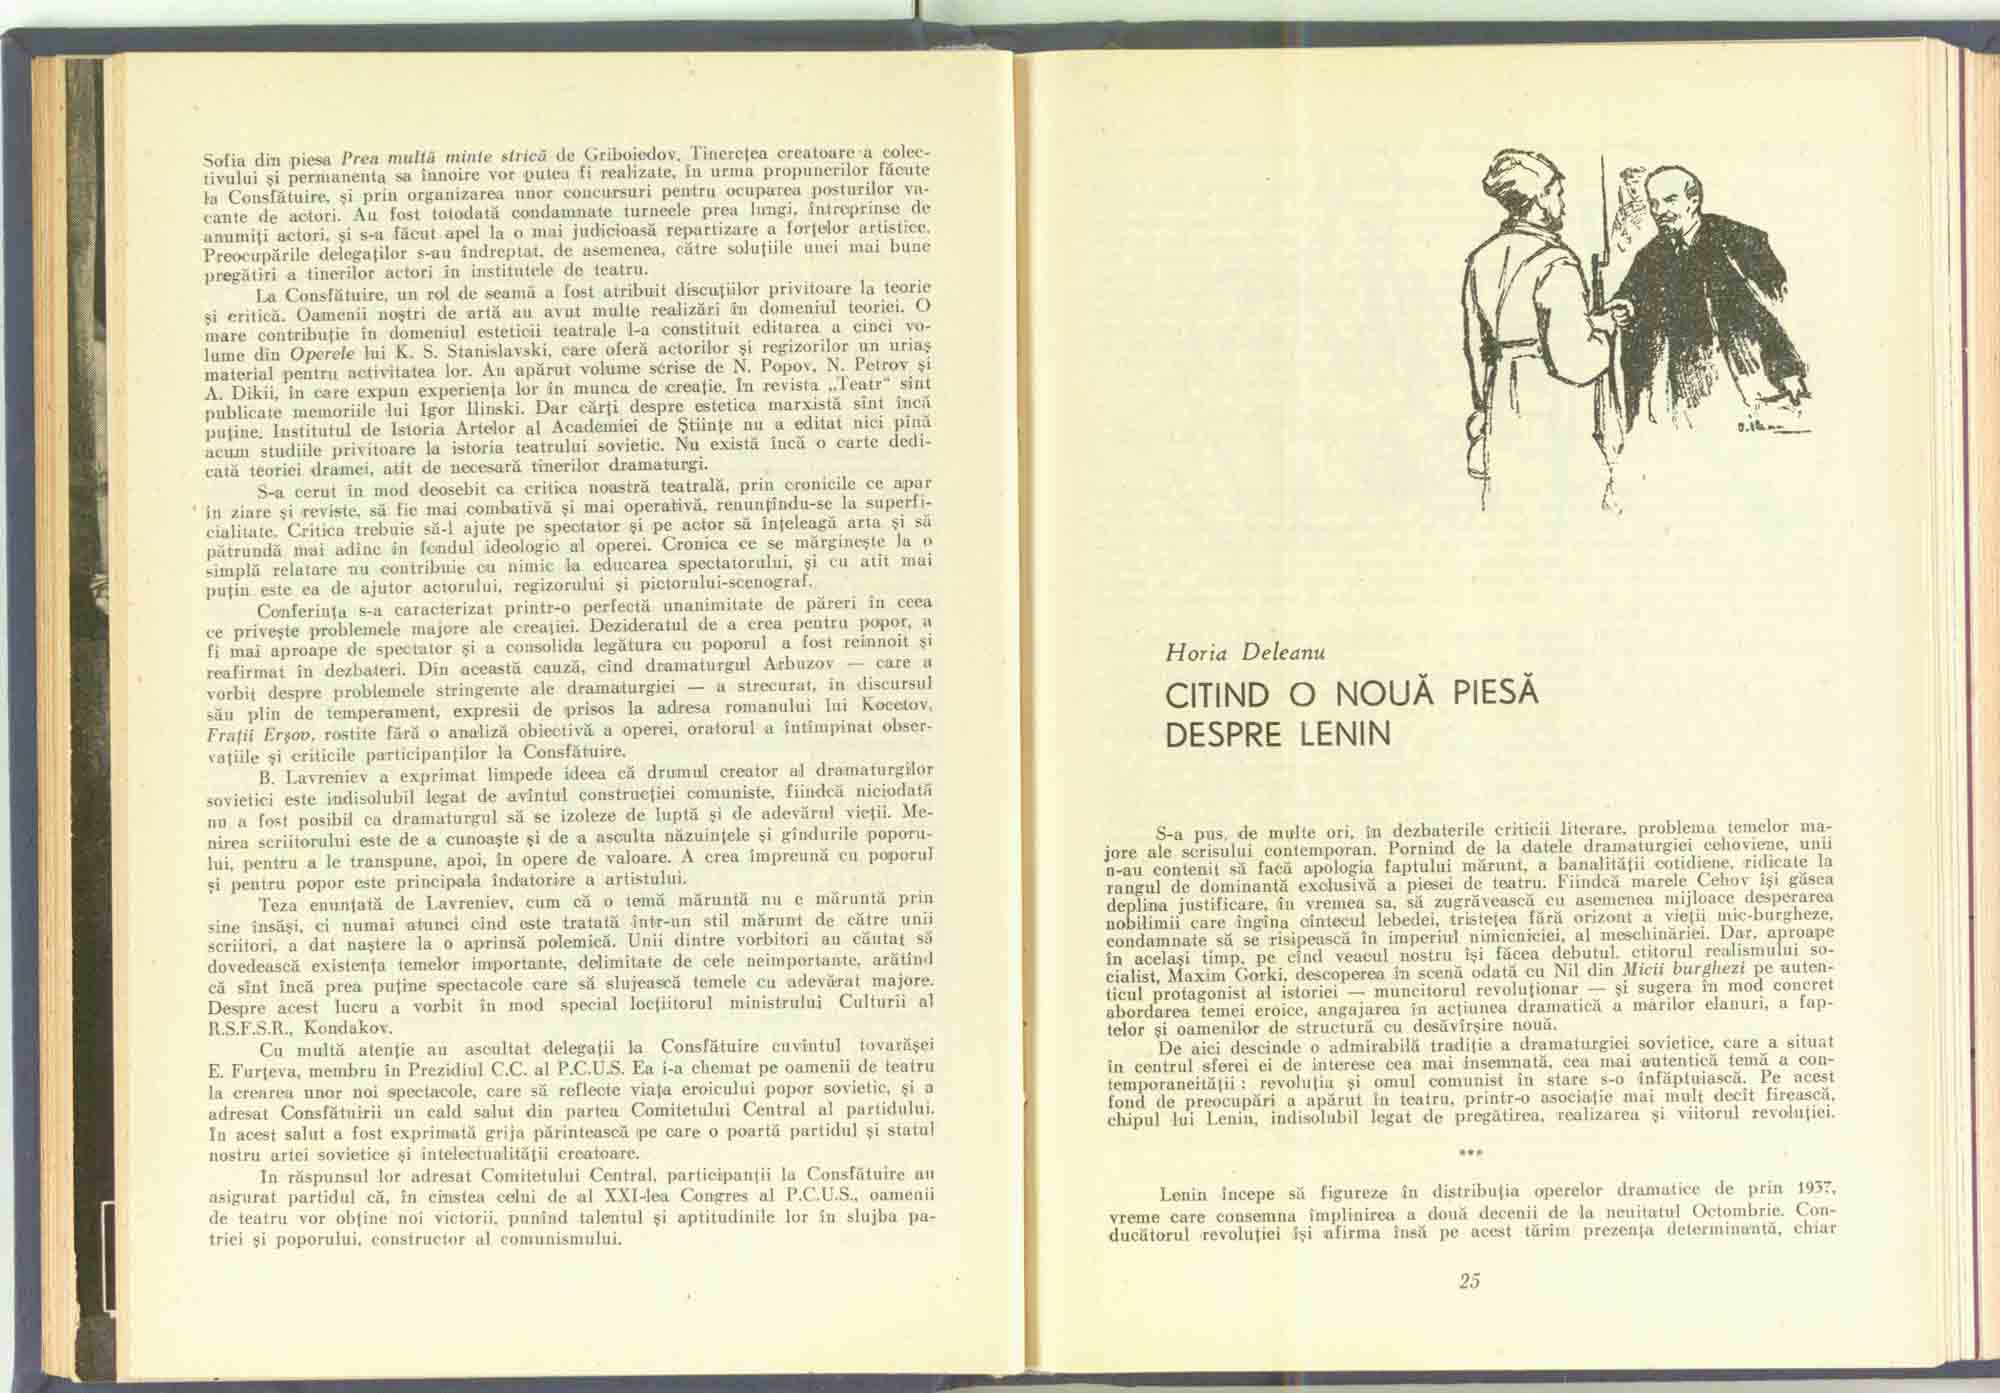 Sofia din piesa Prea multă minte strică de Griboiedov. Tinerețea creatoare a colec-
tivului și permanenta sa înnoire vor putea fi realizate, în urma propunerilor făcute
la Consfătuire, și prin organizarea unor concursuri pentru ocuparea posturilor va-
cante de actori. Au fost totodată condamnate turneele prea lungi, întreprinse de
anumiți actori, și s-a făcut apel la o mai judicioasă repartizare a forțelor artistice.
Preocupările delegaților s-au îndreptat, de asemenea, către soluțiile unei mai bune
pregătiri a tinerilor actori în institutele de teatru.
La Consfătuire, un rol de seamă a fost atribuit discuțiilor privitoare la teorie
și critică. Oamenii noștri de artă au avut multe realizări în domeniul teoriei. O
mare contribuție în domeniul esteticii teatrale l-a constituit editarea a cinci vo-
lume din Operele lui K. S. Stanislavski, care oferă actorilor și regizorilor un uriaș
material pentru activitatea lor. Au apărut volume scrise de N. Popov, N. Petrov și
A. Dikii, în care expun experiența lor în munca de creație. In revista „Teatr" sînt
publicate memoriile lui Igor Ilinski. Dar cărți despre estetica marxistă sînt încă
puține. Institutul de Istoria Artelor al Academiei de Științe nu a editat nici pînă
acum studiile privitoare la istoria teatrului sovietic. Nu există încă o carte dedi-
cată teoriei dramei, atît de necesară tinerilor dramaturgi.
S-a cerut în mod deosebit ca critica noastră teatrală, prin cronicile ce apar
în ziare și reviste, să fie mai combativă și mai operativă, renunțîndu-se la superfi-
cialitate. Critica trebuie să-l ajute pe spectator și pe actor să înțeleagă arta și să
pătrundă mai adînc în fondul ideologic al operei. Cronica ce se mărginește la o
simplă relatare nu contribuie cu nimic la educarea spectatorului, și cu atît mai
puțin este ea de ajutor actorului, regizorului și pictorului-scenograf.
Conferința s-a caracterizat printr-o perfectă unanimitate de păreri în ceea
ce privește problemele majore ale creației. Dezideratul de a crea pentru popor, a
fi mai aproape de spectator și a consolida legătura cu poporul a fost reînnoit și
reafirmat în dezbateri. Din această cauză, cînd dramaturgul Arbuzov — care a
vorbit despre problemele stringente ale dramaturgiei — a strecurat, în discursul
său plin de temperament, expresii de prisos la adresa romanului lui Kocetov,
Frații Erșov, rostite fără o analiză obiectivă a operei, oratorul a întîmpinat obser-
vațiile și criticile participanților la Consfătuire.
B. Lavreniev a exprimat limpede ideea că drumul creator al dramaturgilor
sovietici este indisolubil legat de avîntul construcției comuniste, fiindcă niciodată
nu a fost posibil ca dramaturgul să se izoleze de luptă și de adevărul vieții. Me-
nirea scriitorului este de a cunoaște și de a asculta năzuințele și gîndurile poporu-
lui, pentru a le transpune, apoi, în opere de valoare. A crea împreună cu poporul
și pentru popor este principala îndatorire a artistului.
Teza enunțată de Lavreniev, cum că o temă măruntă nu e măruntă prin
sine însăși, ci numai atunci cînd este tratată într-un stil mărunt de către unii
scriitori, a dat naștere la o aprinsă polemică. Unii dintre vorbitori au căutat să
dovedească existența temelor importante, delimitate de cele neimportante, arătînd
că sînt încă prea puține spectacole care să slujească temele cu adevărat majore.
Despre acest lucru a vorbit în mod special locțiitorul ministrului Culturii al
R.S.F.S.R., Kondakov.
Cu multă atenție au ascultat delegații la Consfătuire cuvîntul tovarășei
E. Furțeva, membru în Prezidiul C.C. al P.C.U.S. Ea i-a chemat pe oamenii de teatru
la crearea unor noi spectacole, care să reflecte viața eroicului popor sovietic, și a
adresat Consfătuirii un cald salut din partea Comitetului Central al partidului.
In acest salut a fost exprimată grija părintească pe care o poartă partidul și statul
nostru artei sovietice și intelectualității creatoare.
In răspunsul lor adresat Comitetului Central, participanții la Consfătuire au
asigurat partidul că, în cinstea celui de al XXI-lea Congres al P.C.U.S., oamenii
de teatru vor obține noi victorii, punînd talentul și aptitudinile lor în slujba pa-
triei și poporului, constructor al comunismului.
Horia Deleanu
CITIND O NOUĂ PIESĂ
DESPRE LENIN
S-a pus, de multe ori, în dezbaterile criticii literare, problema temelor ma-
jore ale scrisului contemporan. Pornind de la datele dramaturgiei cehoviene, unii
n-au contenit să facă apologia faptului mărunt, a banalității cotidiene, ridicate la
rangul de dominantă exclusivă a piesei de teatru. Fiindcă marele Cehov își găsea
deplina justificare, în vremea sa, să zugrăvească cu asemenea mijloace desperarea
nobilimii care îngîna cîntecul lebedei, tristețea fără orizont a vieții mic-burgheze,
condamnate să se risipească în imperiul nimicniciei, al meschinăriei. Dar, aproape
în același timp, pe cînd veacul nostru își făcea debutul, ctitorul realismului so-
cialist, Maxim Gorki, descoperea în scenă odată cu Nil din Micii burghezi pe auten-
ticul protagonist al istoriei — muncitorul revoluționar — și sugera în mod concret
abordarea temei eroice, angajarea în acțiunea dramatică a marilor elanuri, a fap-
telor și oamenilor de structură cu desăvîrșire nouă.
De aici descinde o admirabilă tradiție a dramaturgiei sovietice, care a situat
în centrul sferei ei de interese cea mai însemnată, cea mai autentică temă a con-
temporaneității : revoluția și omul comunist în stare s-o înfăptuiască. Pe acest
fond de preocupări a apărut în teatru, printr-o asociație mai mult decît firească,
chipul lui Lenin, indisolubil legat de pregătirea, realizarea și viitorul revoluției.
***
Lenin începe să figureze în distribuția operelor dramatice de prin 1937,
vreme care consemna împlinirea a două decenii de la neuitatul Octombrie. Con-
ducătorul revoluției își afirma însă pe acest tărîm prezența determinantă, chiar
25